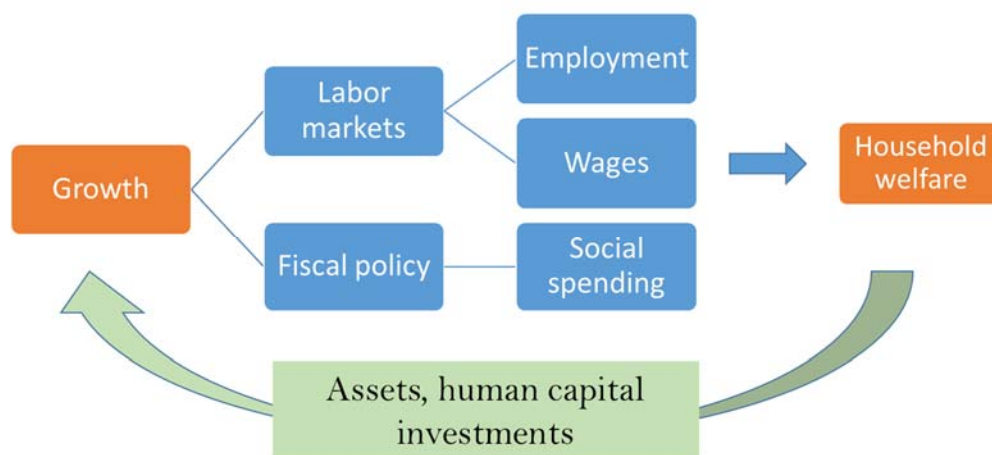 Growth
Labor
markets
Fiscal policy
Employment
Wages
Social
spending
Household
welfare
Assets, human capital
investments